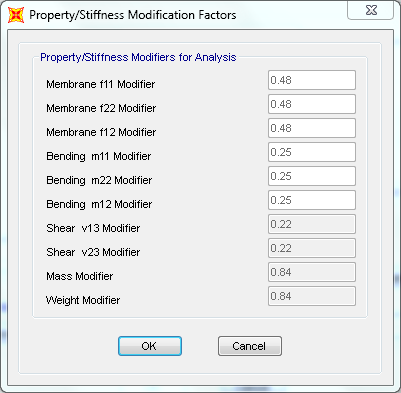 Property/Stiffness Modification Factors
Property/Stiffness Modifiers for Analysis
Membrane f11 Modifier 0.48
Membrane f22 Modifier 0.48
Membrane f12 Modifier 0.48
Bending m11 Modifier 0.25
Bending m22 Modifier 0.25
Bending m12 Modifier 0.25
Shear v13 Modifier 0.22
Shear v23 Modifier 0.22
Mass Modifier 0.84
Weight Modifier 0.84
OK Cancel